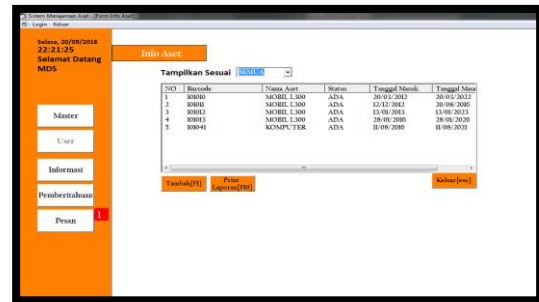 Sistem Manajemen Aset - [Form Info Aset]
Login Keluar
Selasa, 20/09/2016
22:21:25
Selamat Datang
MDS
Info Aset
Tampilkan Sesuai SEMUA
NO Barcode Nama Aset Status Tanggal Masuk Tanggal Masa
1 101010 MOBIL L300 ADA 20/03/2012 20/03/2022
2 101011 MOBIL L300 ADA 12/12/2012 20/08/2016
3 101012 MOBIL L300 ADA 13/01/2013 13/01/2023
4 101013 MOBIL L300 ADA 28/01/2016 28/01/2026
5 101041 KOMPUTER ADA 11/08/2016 11/08/2021
Master
User
Informasi
Pemberitahuan
Pesan 1
Tambah[F1]
Print
Laporan[F10]
Keluar[esc]